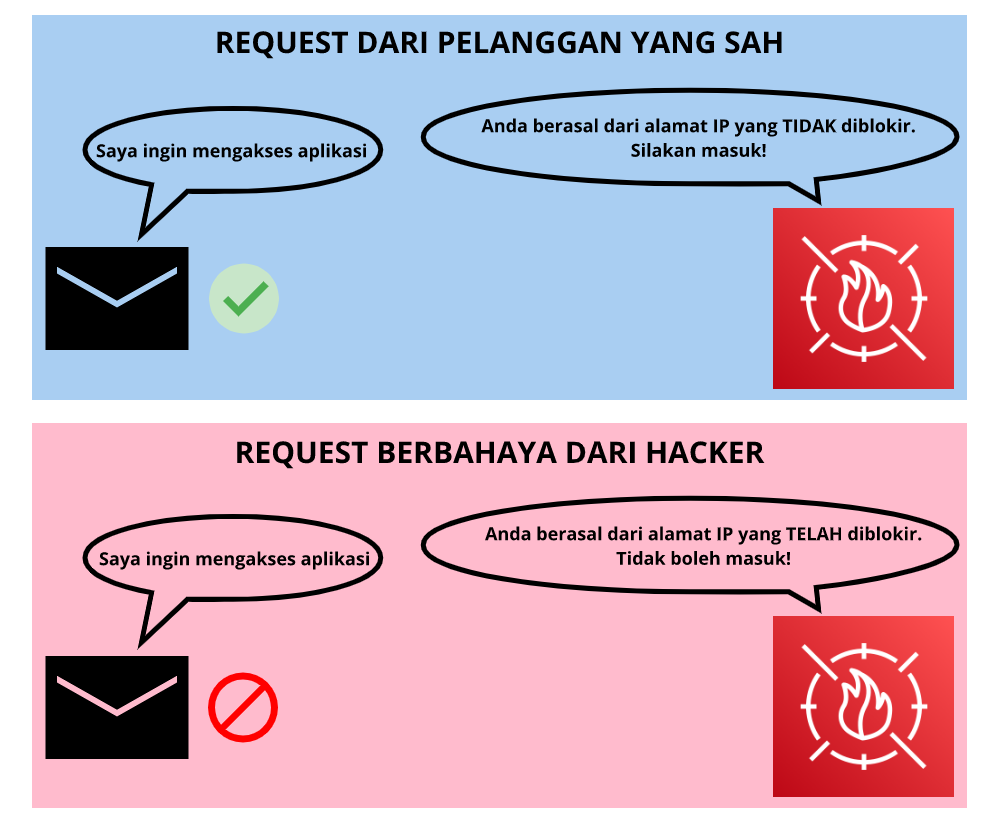 REQUEST DARI PELANGGAN YANG SAH
Saya ingin mengakses aplikasi
Anda berasal dari alamat IP yang TIDAK diblokir.
Silakan masuk!
REQUEST BERBAHAYA DARI HACKER
Saya ingin mengakses aplikasi
Anda berasal dari alamat IP yang TELAH diblokir.
Tidak boleh masuk!